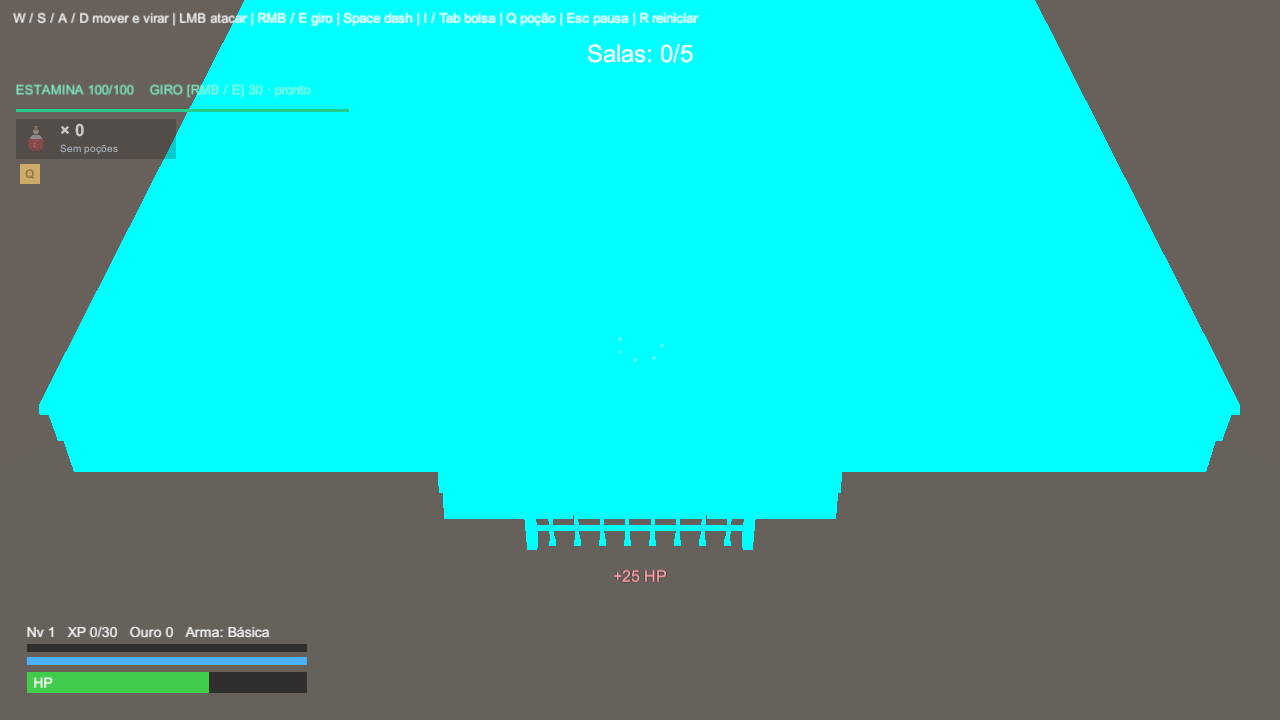 W / S / A / D mover e virar | LMB atacar | RMB / E giro | Space dash | I / Tab bolsa | Q poção | Esc pausa | R reiniciar
Salas: 0/5
ESTAMINA 100/100 GIRO [RMB / E] 30 · pronto
× 0
Sem poções
Q
+25 HP
Nv 1 XP 0/30 Ouro 0 Arma: Básica
HP